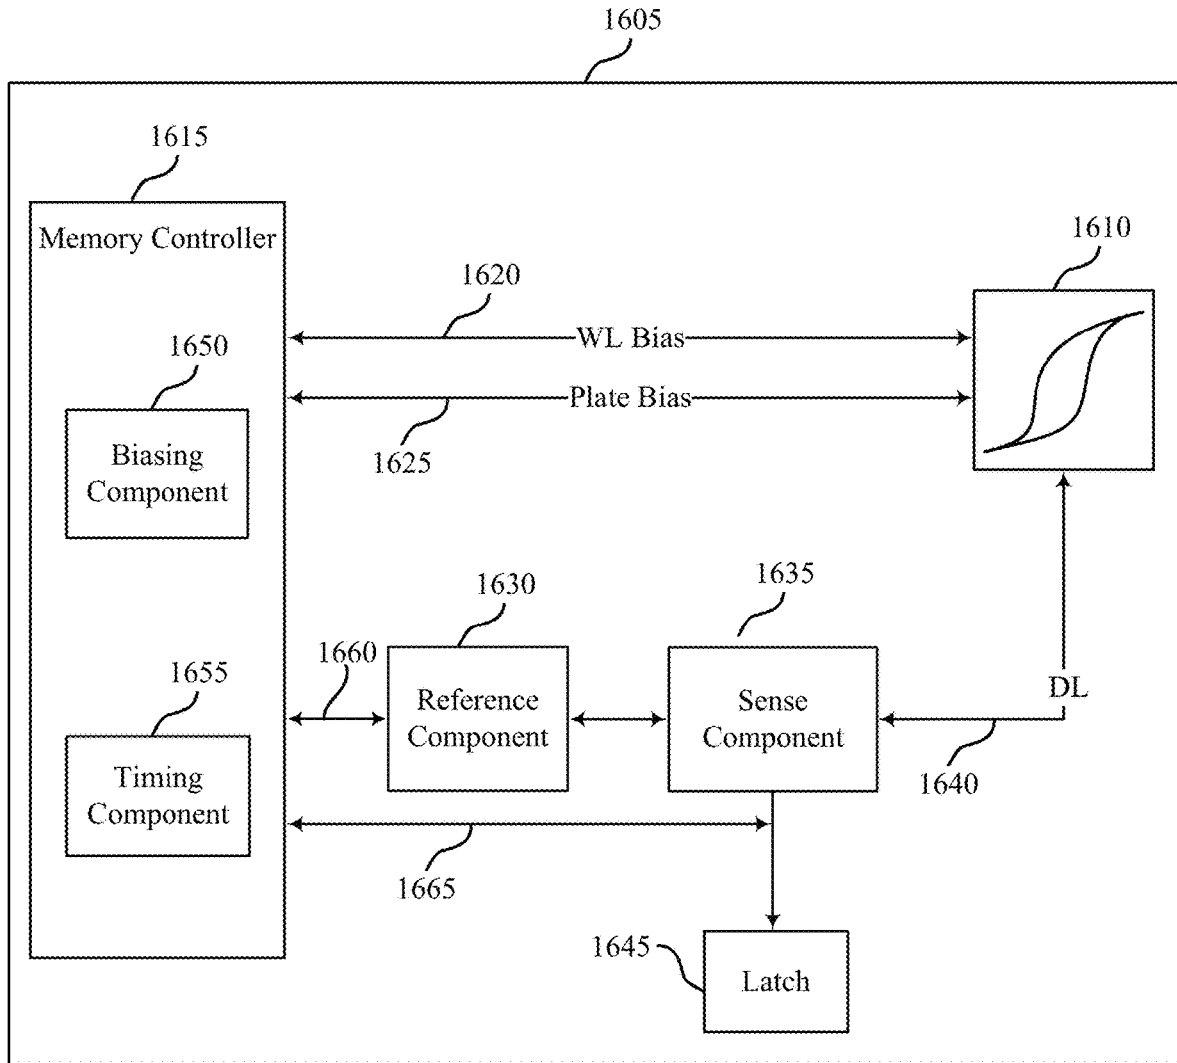 1605
1615
Memory Controller
1610
1620
WL Bias
1650
Plate Bias
1625
Biasing
Component
1635
1630
1660
1655
Reference
Component
Sense
Component
DL
Timing
Component
1640
1665
1645
Latch